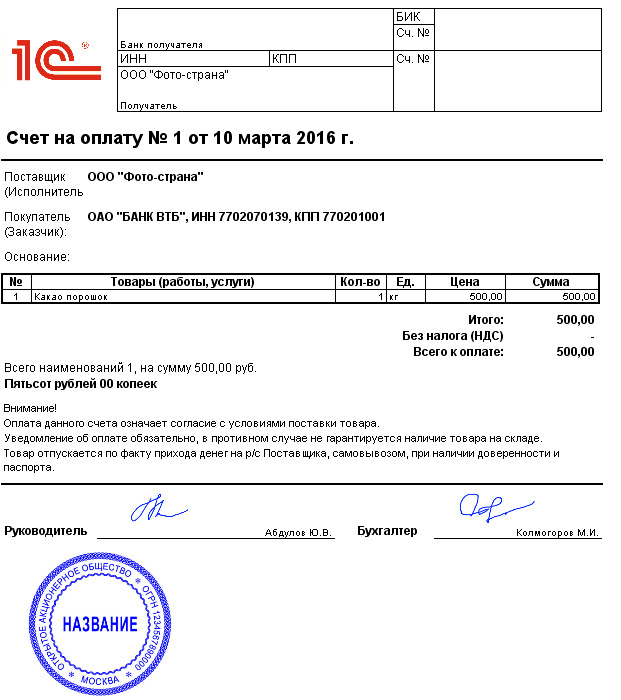 1С®
БИК
Сч. №
Банк получателя
ИНН КПП Сч. №
ООО "Фото-страна"
Получатель
Счет на оплату № 1 от 10 марта 2016 г.
Поставщик ООО "Фото-страна"
(Исполнитель
Покупатель ОАО "БАНК ВТБ", ИНН 7702070139, КПП 770201001
(Заказчик):
Основание:
№ Товары (работы, услуги) Кол-во Ед. Цена Сумма
1 Какао порошок 1 кг 500,00 500,00
Итого: 500,00
Без налога (НДС) -
Всего к оплате: 500,00
Всего наименований 1, на сумму 500,00 руб.
Пятьсот рублей 00 копеек
Внимание!
Оплата данного счета означает согласие с условиями поставки товара.
Уведомление об оплате обязательно, в противном случае не гарантируется наличие товара на складе.
Товар отпускается по факту прихода денег на р/с Поставщика, самовывозом, при наличии доверенности и
паспорта.
Руководитель Абдулов Ю.В. Бухгалтер Колмогоров М.И.
ОТКРЫТОЕ АКЦИОНЕРНОЕ ОБЩЕСТВО * ОГРН 123456789000
НАЗВАНИЕ
* МОСКВА *